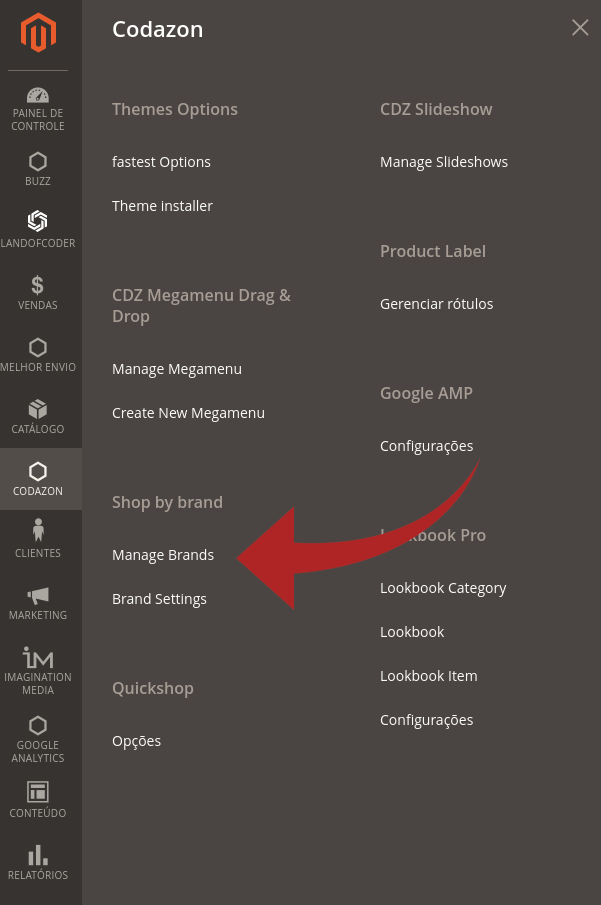 PAINEL DE
CONTROLE
BUZZ
LANDOFCODER
VENDAS
MELHOR ENVIO
CATÁLOGO
CODAZON
CLIENTES
MARKETING
IMAGINATION
MEDIA
GOOGLE
ANALYTICS
CONTEÚDO
RELATÓRIOS
Codazon
Themes Options
fastest Options
Theme installer
CDZ Megamenu Drag &
Drop
Manage Megamenu
Create New Megamenu
Shop by brand
Manage Brands
Brand Settings
Quickshop
Opções
CDZ Slideshow
Manage Slideshows
Product Label
Gerenciar rótulos
Google AMP
Configurações
Lookbook Pro
Lookbook Category
Lookbook
Lookbook Item
Configurações